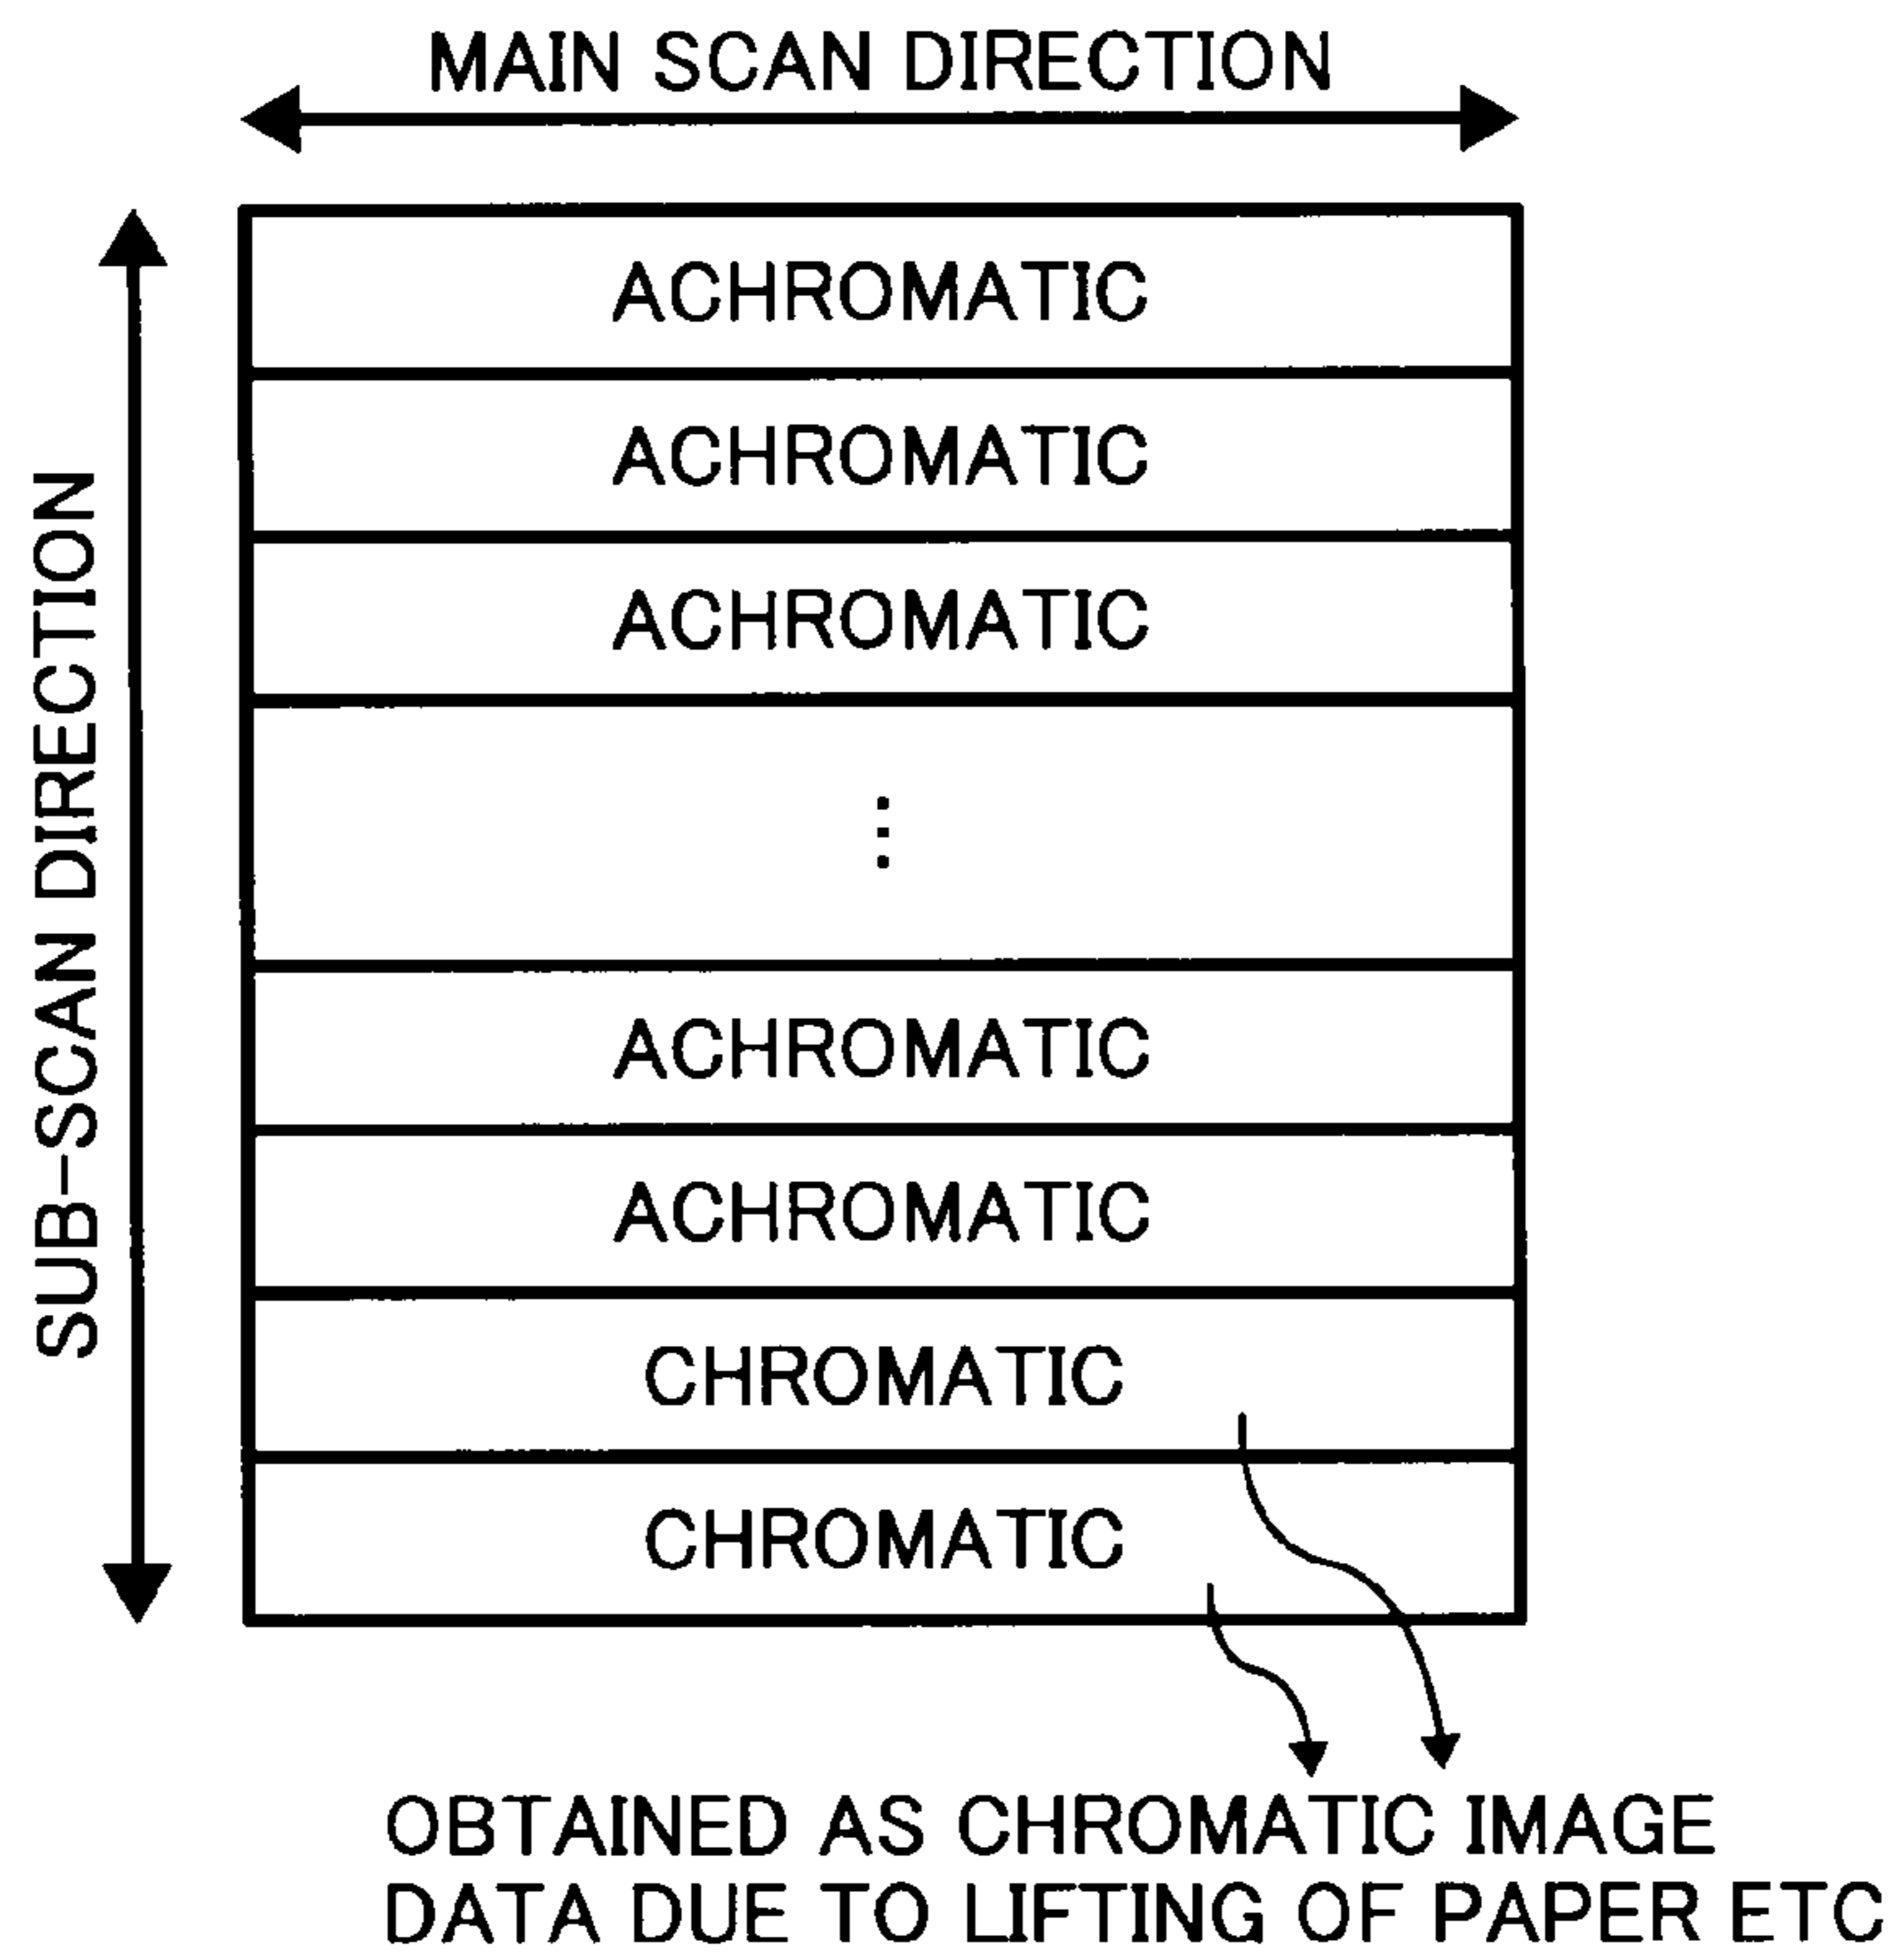 MAIN SCAN DIRECTION
SUB-SCAN DIRECTION
ACHROMATIC
ACHROMATIC
ACHROMATIC
⋮
ACHROMATIC
ACHROMATIC
CHROMATIC
CHROMATIC
OBTAINED AS CHROMATIC IMAGE
DATA DUE TO LIFTING OF PAPER ETC